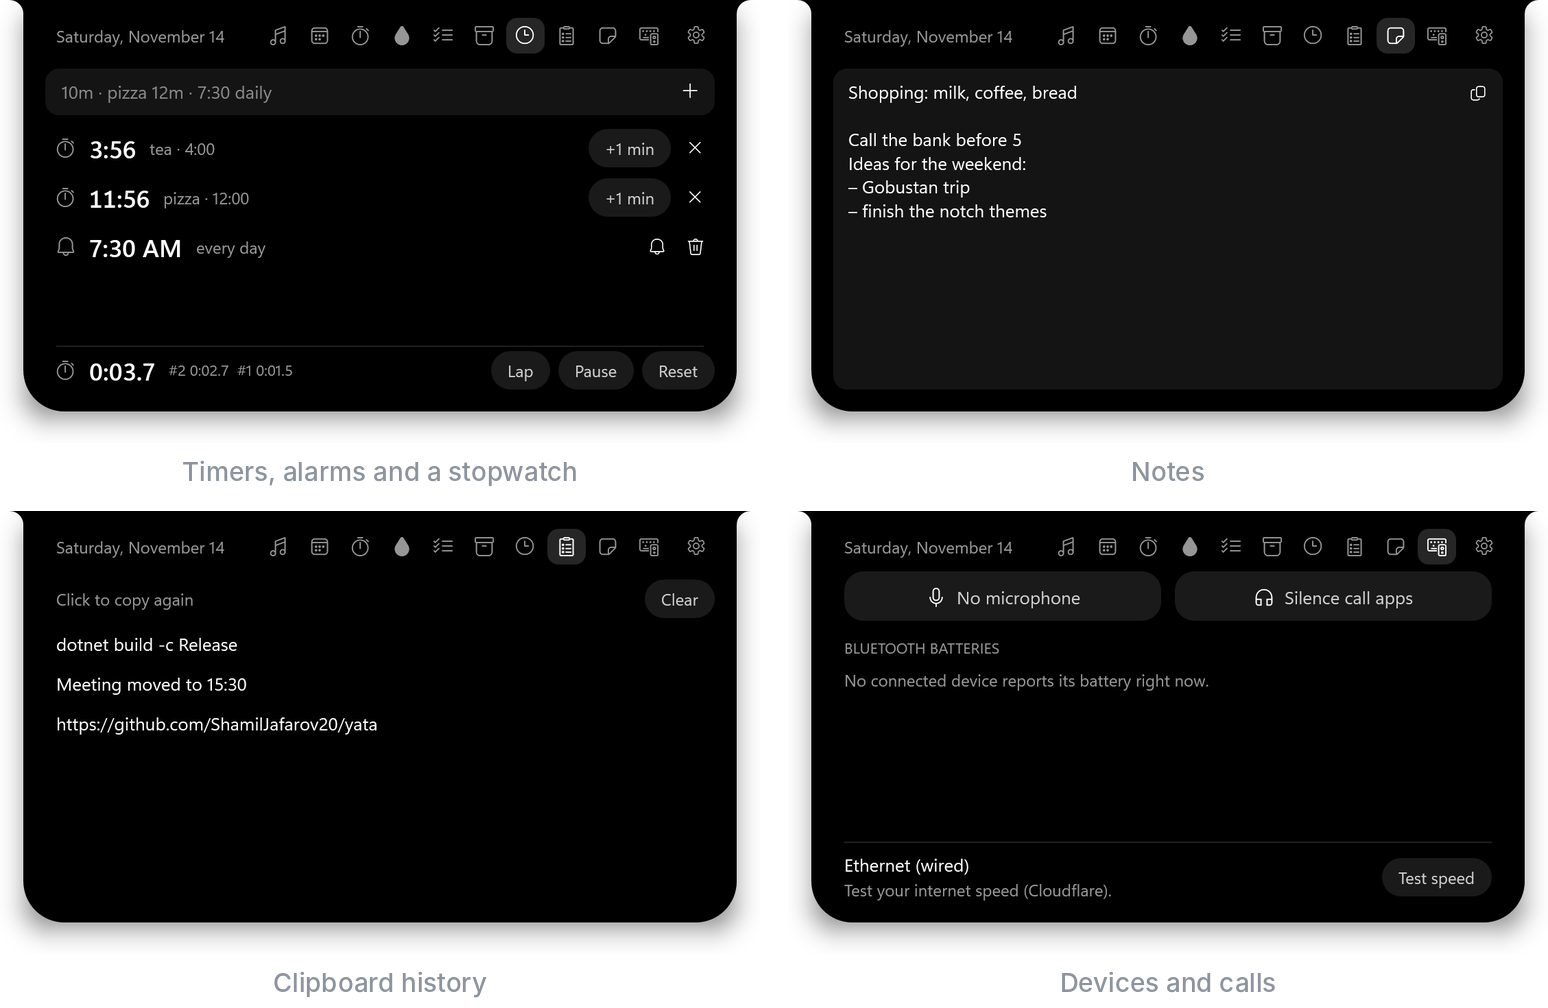 Saturday, November 14
10m · pizza 12m · 7:30 daily
3:56 tea · 4:00 +1 min
11:56 pizza · 12:00 +1 min
7:30 AM every day
0:03.7 #2 0:02.7 #1 0:01.5 Lap Pause Reset
Timers, alarms and a stopwatch
Saturday, November 14
Shopping: milk, coffee, bread
Call the bank before 5
Ideas for the weekend:
– Gobustan trip
– finish the notch themes
Notes
Saturday, November 14
Click to copy again Clear
dotnet build -c Release
Meeting moved to 15:30
https://github.com/ShamilJafarov20/yata
Clipboard history
Saturday, November 14
No microphone Silence call apps
BLUETOOTH BATTERIES
No connected device reports its battery right now.
Ethernet (wired)
Test your internet speed (Cloudflare). Test speed
Devices and calls